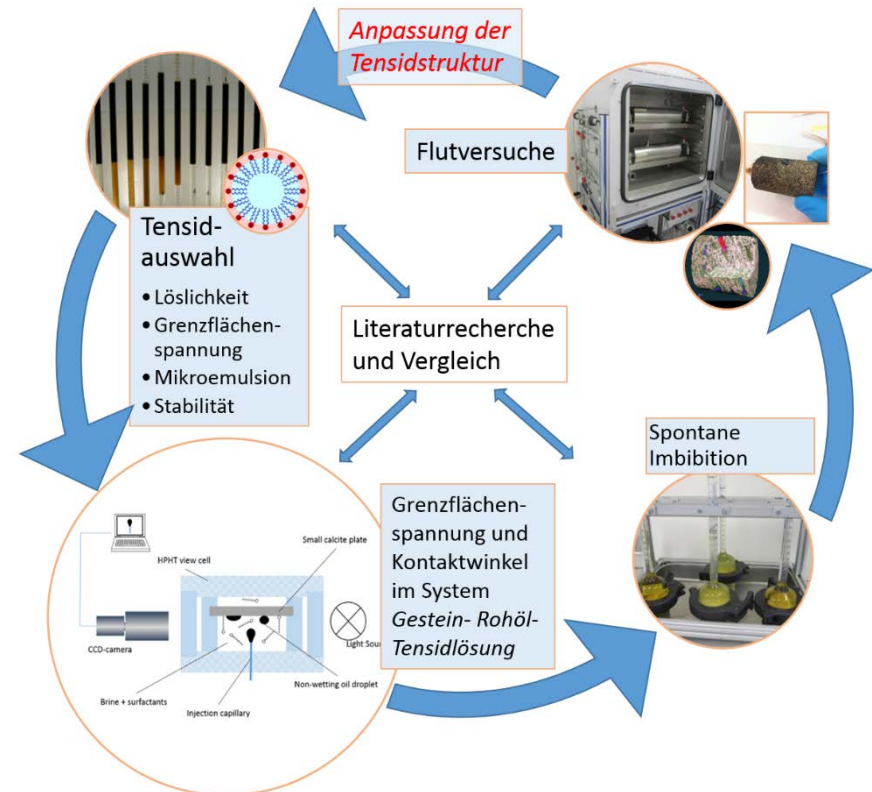 Anpassung der
Tensidstruktur
Flutversuche
Tensid-
auswahl
• Löslichkeit
• Grenzflächen-
spannung
• Mikroemulsion
• Stabilität
Literaturrecherche
und Vergleich
Spontane
Imbibition
Grenzflächen-
spannung und
Kontaktwinkel
im System
Gestein- Rohöl-
Tensidlösung
Small calcite plate
HPHT view cell
CCD-camera
Light Sour
Non-wetting oil droplet
Brine + surfactants
Injection capillary